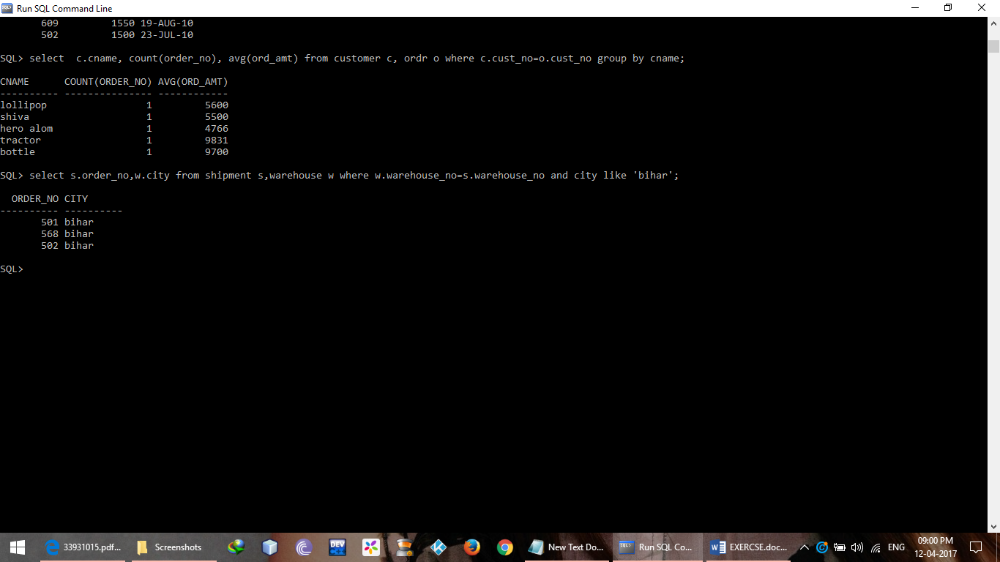 Run SQL Command Line
609         1550 19-AUG-10
502         1500 23-JUL-10
SQL> select  c.cname, count(order_no), avg(ord_amt) from customer c, ordr o where c.cust_no=o.cust_no group by cname;
CNAME      COUNT(ORDER_NO) AVG(ORD_AMT)
---------- --------------- ------------
lollipop                 1         5600
shiva                    1         5500
hero alom                1         4766
tractor                  1         9831
bottle                   1         9700
SQL> select s.order_no,w.city from shipment s,warehouse w where w.warehouse_no=s.warehouse_no and city like 'bihar';
  ORDER_NO CITY
---------- ----------
       501 bihar
       568 bihar
       502 bihar
SQL>
33931015.pdf... Screenshots DEV New Text Do... Run SQL Co... EXERCSE.doc... ENG 09:00 PM
12-04-2017